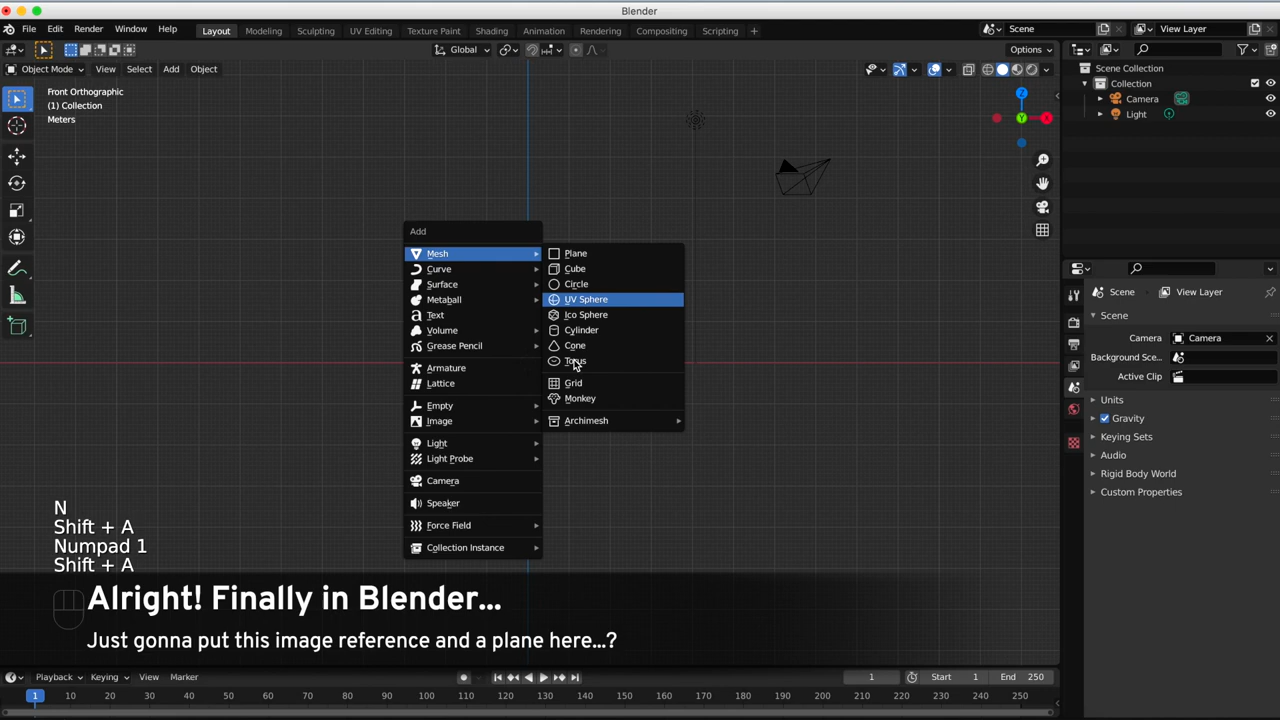 Blender
File Edit Render Window Help
Layout Modeling Sculpting UV Editing Texture Paint Shading Animation Rendering Compositing Scripting +
Scene
View Layer
Global
Options
Object Mode View Select Add Object
Front Orthographic
(1) Collection
Meters
Z
Y
X
Scene Collection
Collection
Camera
Light
Add
Mesh
Curve
Surface
Metaball
Text
Volume
Grease Pencil
Armature
Lattice
Empty
Image
Light
Light Probe
Camera
Speaker
Force Field
Collection Instance
Plane
Cube
Circle
UV Sphere
Ico Sphere
Cylinder
Cone
Torus
Grid
Monkey
Archimesh
Scene View Layer
Scene
Camera Camera
Background Sce...
Active Clip
Units
Gravity
Keying Sets
Audio
Rigid Body World
Custom Properties
N
Shift + A
Numpad 1
Shift + A
Alright! Finally in Blender...
Just gonna put this image reference and a plane here...?
Playback Keying View Marker
1 Start 1 End 250
1 10 20 30 40 50 60 70 80 90 100 110 120 130 140 150 160 170 180 190 200 210 220 230 240 250